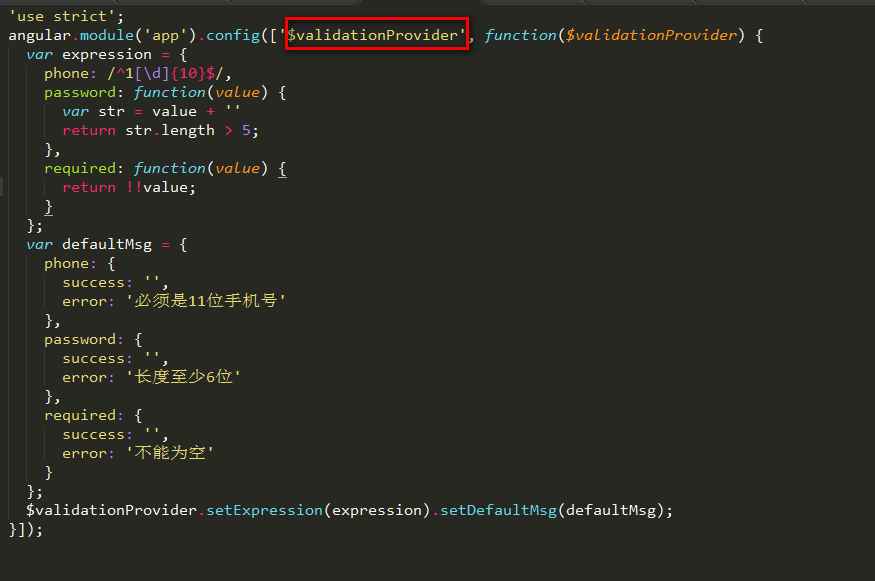 'use strict';
angular.module('app').config(['$validationProvider', function($validationProvider) {
  var expression = {
    phone: /^1[\d]{10}$/,
    password: function(value) {
      var str = value + ''
      return str.length > 5;
    },
    required: function(value) {
      return !!value;
    }
  };
  var defaultMsg = {
    phone: {
      success: '',
      error: '必须是11位手机号'
    },
    password: {
      success: '',
      error: '长度至少6位'
    },
    required: {
      success: '',
      error: '不能为空'
    }
  };
  $validationProvider.setExpression(expression).setDefaultMsg(defaultMsg);
}]);